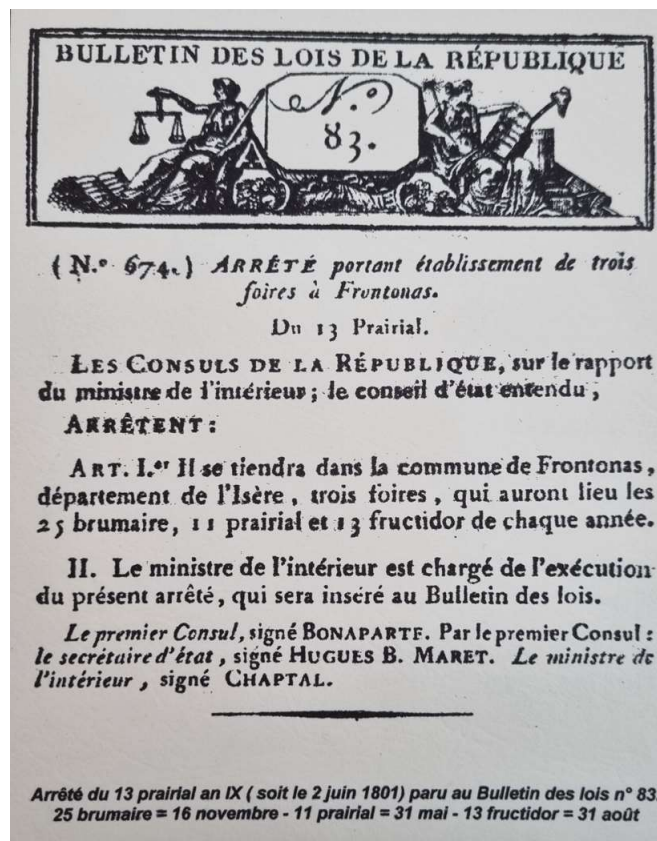 BULLETIN DES LOIS DE LA RÉPUBLIQUE
N.º
83.
(N.º 674.) ARRÊTÉ portant établissement de trois
foires à Frontonas.
Du 13 Prairial.
LES CONSULS DE LA RÉPUBLIQUE, sur le rapport
du ministre de l'intérieur; le conseil d'état entendu,
ARRÊTENT:
ART. I.er Il se tiendra dans la commune de Frontonas,
département de l'Isère, trois foires, qui auront lieu les
25 brumaire, 11 prairial et 13 fructidor de chaque année.
II. Le ministre de l'intérieur est chargé de l'exécution
du présent arrêté, qui sera inséré au Bulletin des lois.
Le premier Consul, signé BONAPARTE. Par le premier Consul:
le secrétaire d'état, signé HUGUES B. MARET. Le ministre de
l'intérieur, signé CHAPTAL.
Arrêté du 13 prairial an IX ( soit le 2 juin 1801) paru au Bulletin des lois n° 83.
25 brumaire = 16 novembre - 11 prairial = 31 mai - 13 fructidor = 31 août